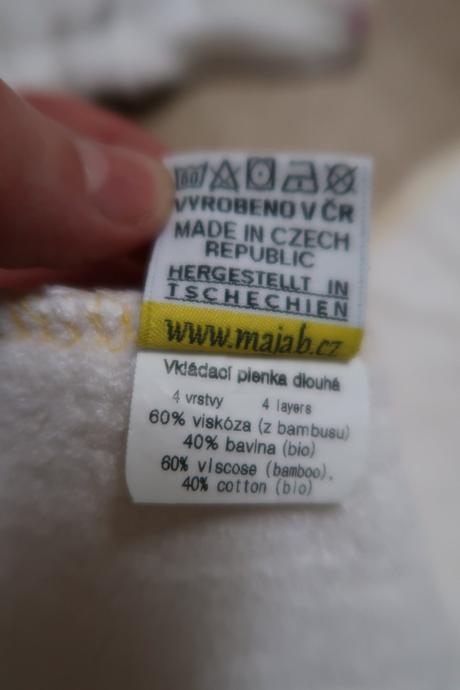 60
VYROBENO V ČR
MADE IN CZECH
REPUBLIC
HERGESTELLT IN
TSCHECHIEN
www.majab.cz
Vkládací plenka dlouhá
4 vrstvy 4 layers
60% viskóza (z bambusu)
40% bavlna (bio)
60% viscose (bamboo),
40% cotton (bio)